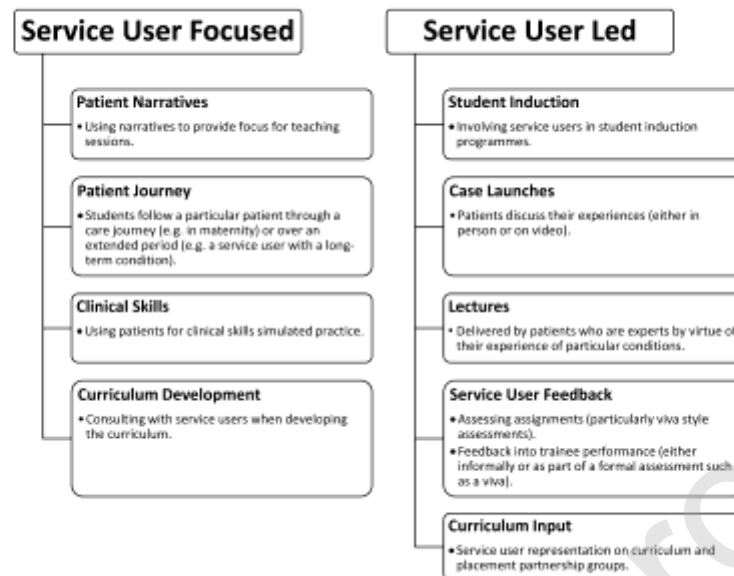 Service User Focused
Patient Narratives
• Using narratives to provide focus for teaching
sessions.
Patient Journey
• Students follow a particular patient through a
care journey (e.g. in maternity) or over an
extended period (e.g. a service user with a long-
term condition).
Clinical Skills
• Using patients for clinical skills simulated practice.
Curriculum Development
• Consulting with service users when developing
the curriculum.
Service User Led
Student Induction
• Involving service users in student induction
programmes.
Case Launches
• Patients discuss their experiences (either in
person or on video).
Lectures
• Delivered by patients who are experts by virtue of
their experience of particular conditions.
Service User Feedback
• Assessing assignments (particularly viva style
assessments).
• Feedback into trainee performance (either
informally or as part of a formal assessment such
as a viva).
Curriculum Input
• Service user representation on curriculum and
placement partnership groups.